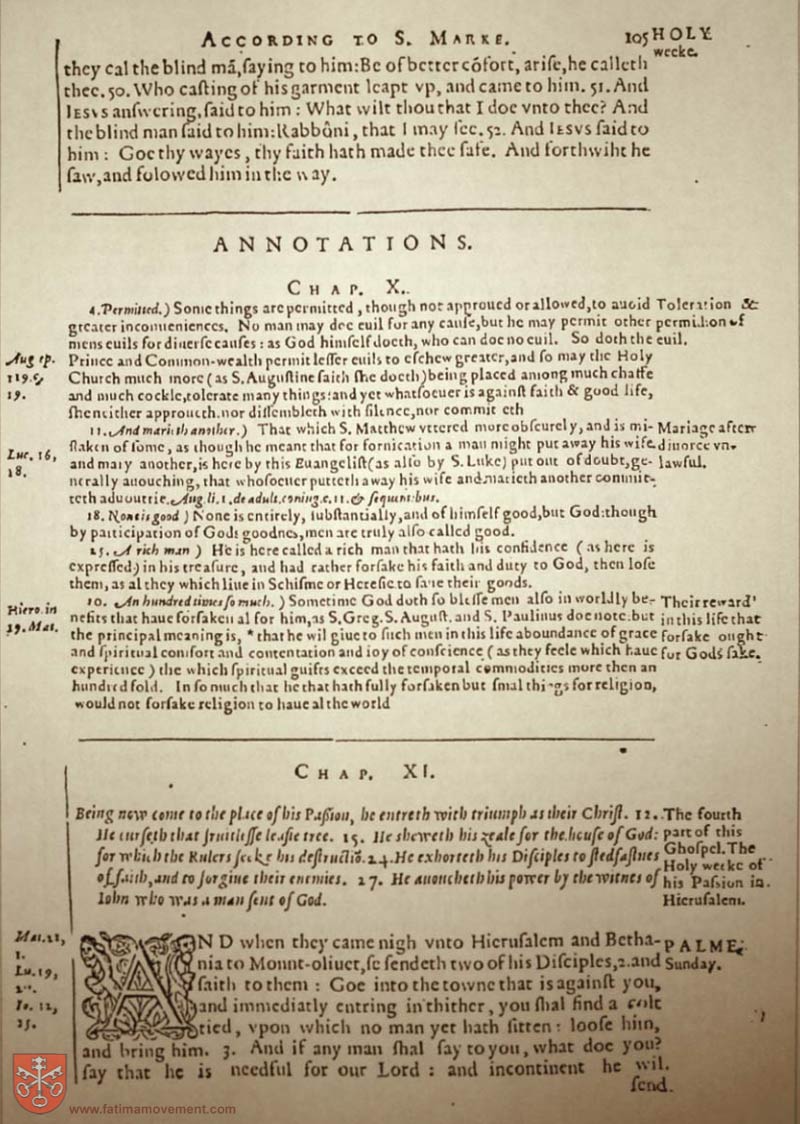 ACCORDING TO S. MARKE. 105 HOLY
weeke.
they cal the blind mã, ſaying to him: Be of better cõfort, ariſe, he calleth
thee. 50. Who caſting of his garment leapt vp, and came to him. 51. And
IESVS anſwering, ſaid to him: What wilt thou that I doe vnto thee? And
the blind man ſaid to him: Rabbôni, that I may ſee. 52. And IESVS ſaid to
him: Goe thy wayes, thy faith hath made thee ſafe. And forthwiht he
ſaw, and folowed him in the way.
ANNOTATIONS.
CHAP. X.
4. Permitted.) Some things are permitted, though not approued or allowed, to auoid
greater inconueniences. No man may doe euil for any cauſe, but he may permit other
mens euils for diuerſe cauſes: as God himſelf doeth, who can doe no euil. So doth the
Prince and Common-wealth permit leſſer euils to eſchew greater, and ſo may the Holy
Church much more (as S. Auguſtine ſaith ſhe doeth) being placed among much chaffe
and much cockle, tolerate many things: and yet whatſoeuer is againſt faith & good life,
ſhe neither approueth, nor diſſembleth with ſilence, nor commiteth
Toleration &
permiſsion of
euil.
Aug ep.
119. c,
19.
11. And marieth another.) That which S. Matthew vttered more obſcurely, and is mi-
ſtaken of ſome, as though he meant that for fornication a man might put away his wife
and mary another, is here by this Euangeliſt (as alſo by S. Luke) put out of doubt, ge-
nerally auouching, that whoſoeuer putteth away his wife and marieth another commit-
teth aduoutrie. Aug. li. 1. de adult. coniug. c. 11. & ſequentibus.
Mariage after
diuorce vn-
lawful.
Luc. 16,
18.
18. None is good) None is entirely, ſubſtantially, and of himſelf good, but God: though
by participation of Gods goodnes, men are truly alſo called good.
25. A rich man) He is here called a rich man that hath his confidence (as here is
expreſſed) in his treaſure, and had rather forſake his faith and duty to God, then loſe
them, as al they which liue in Schiſme or Hereſie to ſaue their goods.
10. An hundred times ſo much.) Sometime God doth ſo bleſſe men alſo in worldly be-
nefits that haue forſaken al for him, as S. Greg. S. Auguſt. and S. Paulinus doe note: but
the principal meaning is, * that he wil giue to ſuch men in this life aboundance of grace
and ſpiritual comfort and contentation and ioy of conſcience (as they feele which haue
experience) the which ſpiritual guifts exceed the temporal commodities more then an
hundred fold. In ſo much that he that hath fully forſaken but ſmal things for religion,
would not forſake religion to haue al the world
Their reward
in this life that
forſake ought
for Gods ſake.
Hiero. in
19. Mat.
CHAP. XI.
Being now come to the place of his Paſsion, he entreth with triumph as their Chriſt. 12.
He curſeth that fruitleſſe leafie tree. 15. He ſheweth his zeale for the houſe of God:
for which the Rulers ſeeke his deſtructiõ. 24. He exhorteth his Diſciples to ſtedfaſtnes
of faith, and to forgiue their enemies. 27. He auoucheth his power by the witnes of
Iohn who was a man ſent of God.
The fourth
part of this
Ghoſpel. The
Holy weeke of
his Paſsion in
Hieruſalem.
AND when they came nigh vnto Hieruſalem and Betha-
nia to Mount-oliuet, ſe ſendeth two of his Diſciples, 2. and
ſaith to them: Goe into the towne that is againſt you,
and immediatly entring in thither, you ſhal find a colt
tied, vpon which no man yet hath ſitten: looſe him,
and bring him. 3. And if any man ſhal ſay to you, what doe you?
ſay that he is needful for our Lord: and incontinent he wil.
ſend.
PALME
Sunday.
Mat. 21,
1.
Lu. 19,
Io. 12,
15.
www.fatimamovement.com